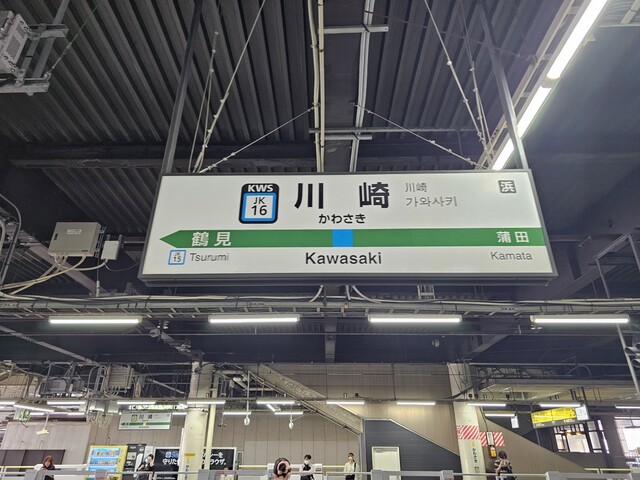 KWS
JK
16
川崎
川崎
가와사키
浜
かわさき
鶴見
蒲田
JK
15
Tsurumi
Kawasaki
Kamata